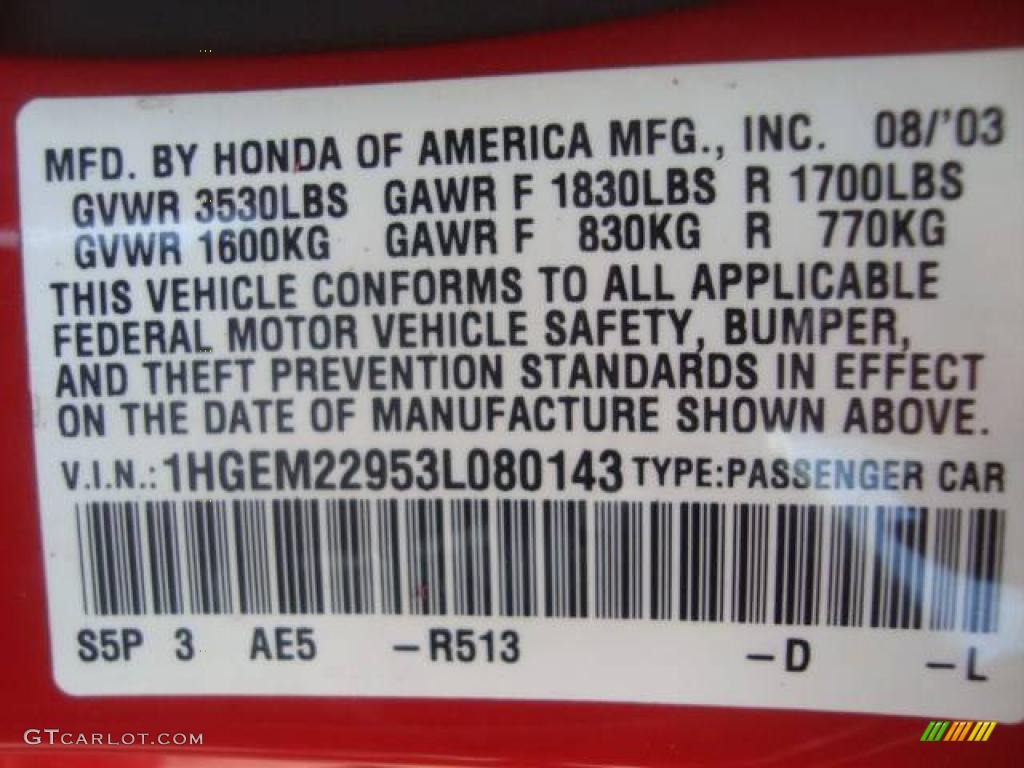 MFD. BY HONDA OF AMERICA MFG., INC. 08/'03
GVWR 3530LBS GAWR F 1830LBS R 1700LBS
GVWR 1600KG GAWR F 830KG R 770KG
THIS VEHICLE CONFORMS TO ALL APPLICABLE
FEDERAL MOTOR VEHICLE SAFETY, BUMPER,
AND THEFT PREVENTION STANDARDS IN EFFECT
ON THE DATE OF MANUFACTURE SHOWN ABOVE.
V.I.N.: 1HGEM22953L080143 TYPE:PASSENGER CAR
S5P 3 AE5 –R513 –D –L
GTCARLOT.COM